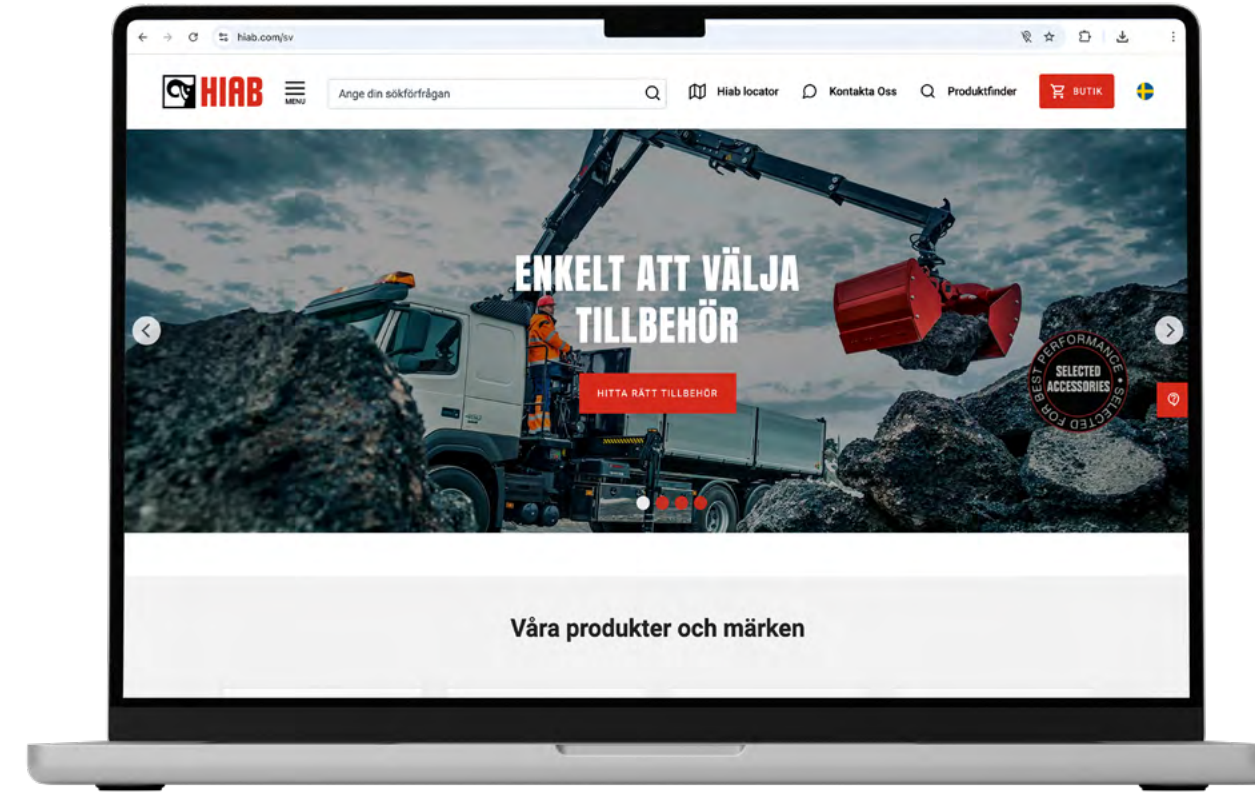 hiab.com/sv
HIAB
MENU
Ange din sökförfrågan
Hiab locator
Kontakta Oss
Produktfinder
BUTIK
ENKELT ATT VÄLJA
TILLBEHÖR
HITTA RÄTT TILLBEHÖR
SELECTED FOR BEST PERFORMANCE
SELECTED
ACCESSORIES
Våra produkter och märken